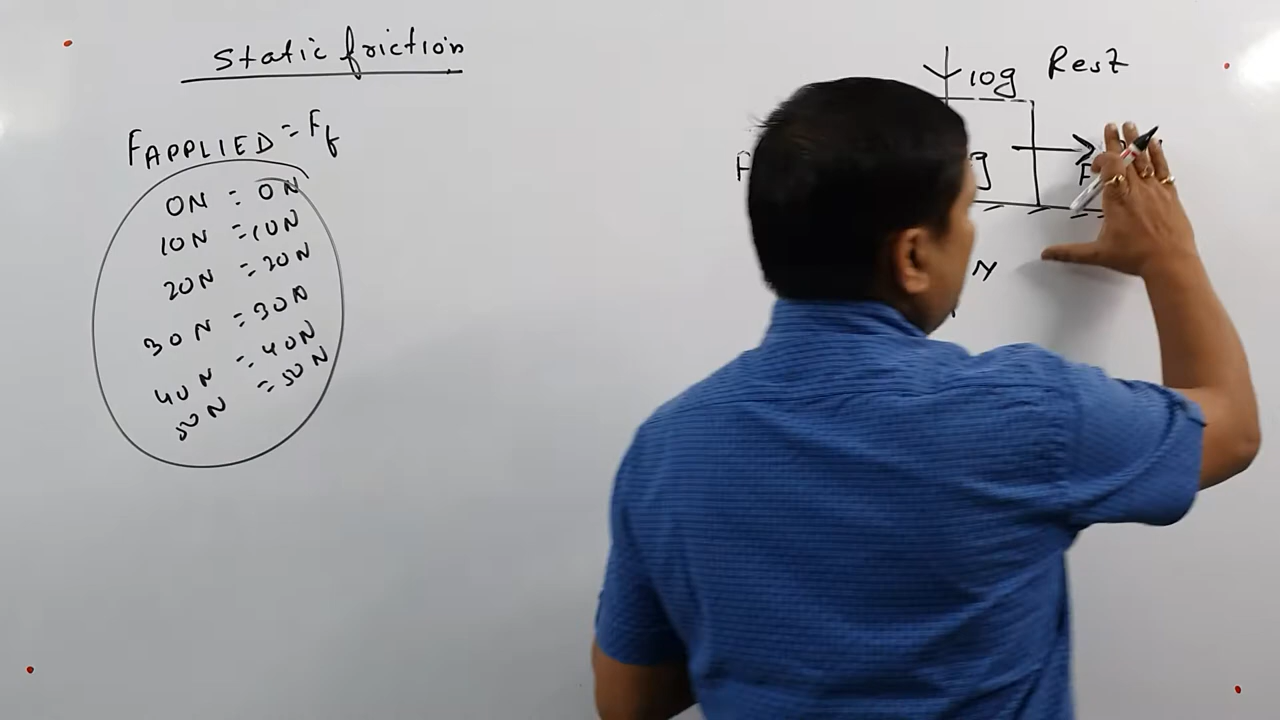 Static friction
FAPPLIED = Ff
0N = 0N
10N = 10N
20N = 20N
30N = 30N
40N = 40N
50N = 50N
10g Rest
F g F
N